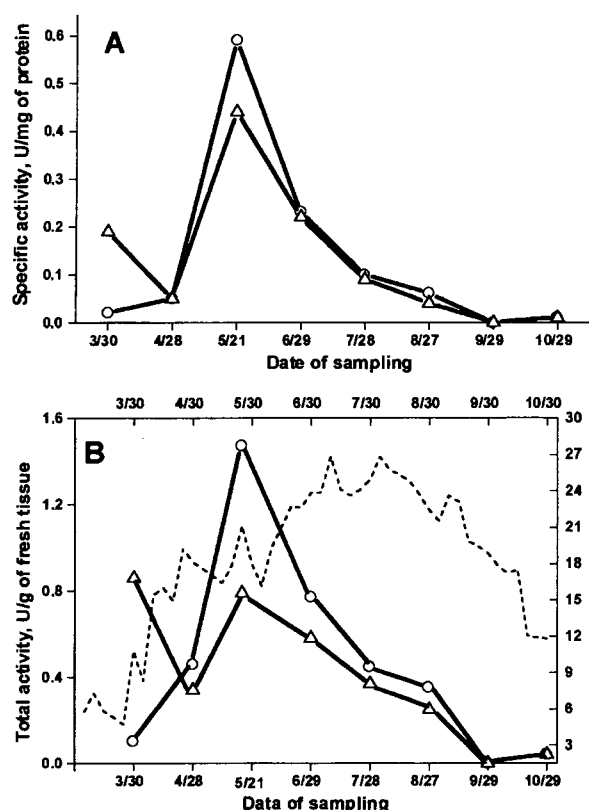 A
Specific activity, U/mg of protein
0.6
0.5
0.4
0.3
0.2
0.1
0.0
3/30 4/28 5/21 6/29 7/28 8/27 9/29 10/29
Date of sampling
3/30 4/30 5/30 6/30 7/30 8/30 9/30 10/30
B
Total activity, U/g of fresh tissue
1.6
1.2
0.8
0.4
0.0
30
27
24
21
18
15
12
9
6
3
3/30 4/28 5/21 6/29 7/28 8/27 9/29 10/29
Data of sampling